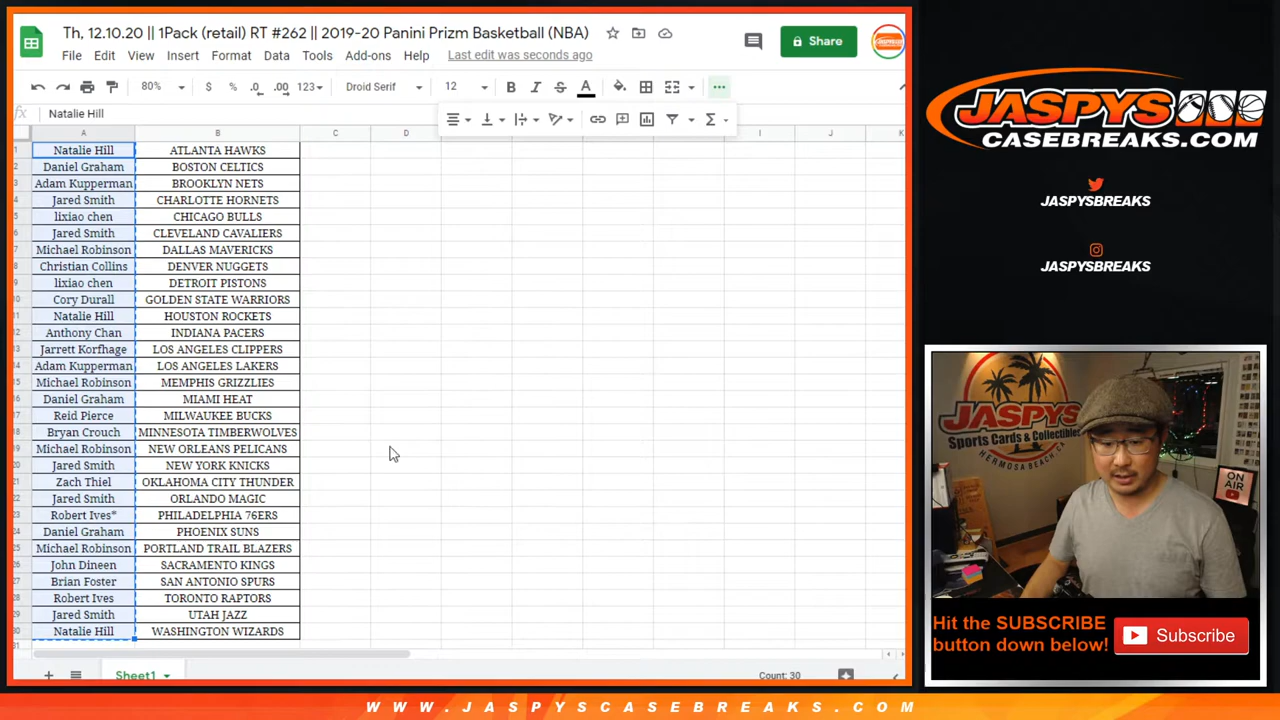 Th, 12.10.20 || 1Pack (retail) RT #262 || 2019-20 Panini Prizm Basketball (NBA)
File Edit View Insert Format Data Tools Add-ons Help Last edit was seconds ago
Share
80% $ % .0 .00 123 Droid Serif 12 B I S A
fx Natalie Hill
A B C D I J K
1 Natalie Hill ATLANTA HAWKS
2 Daniel Graham BOSTON CELTICS
3 Adam Kupperman BROOKLYN NETS
4 Jared Smith CHARLOTTE HORNETS
5 lixiao chen CHICAGO BULLS
6 Jared Smith CLEVELAND CAVALIERS
7 Michael Robinson DALLAS MAVERICKS
8 Christian Collins DENVER NUGGETS
9 lixiao chen DETROIT PISTONS
10 Cory Durall GOLDEN STATE WARRIORS
11 Natalie Hill HOUSTON ROCKETS
12 Anthony Chan INDIANA PACERS
13 Jarrett Korfhage LOS ANGELES CLIPPERS
14 Adam Kupperman LOS ANGELES LAKERS
15 Michael Robinson MEMPHIS GRIZZLIES
16 Daniel Graham MIAMI HEAT
17 Reid Pierce MILWAUKEE BUCKS
18 Bryan Crouch MINNESOTA TIMBERWOLVES
19 Michael Robinson NEW ORLEANS PELICANS
20 Jared Smith NEW YORK KNICKS
21 Zach Thiel OKLAHOMA CITY THUNDER
22 Jared Smith ORLANDO MAGIC
23 Robert Ives* PHILADELPHIA 76ERS
24 Daniel Graham PHOENIX SUNS
25 Michael Robinson PORTLAND TRAIL BLAZERS
26 John Dineen SACRAMENTO KINGS
27 Brian Foster SAN ANTONIO SPURS
28 Robert Ives TORONTO RAPTORS
29 Jared Smith UTAH JAZZ
30 Natalie Hill WASHINGTON WIZARDS
31
Sheet1 Count: 30
JASPYS
CASEBREAKS.COM
JASPYSBREAKS
JASPYSBREAKS
JASPYS
Sports Cards & Collectibles
HERMOSA BEACH, CA
ON AIR
Hit the SUBSCRIBE
button down below!
Subscribe
WWW.JASPYSCASEBREAKS.COM